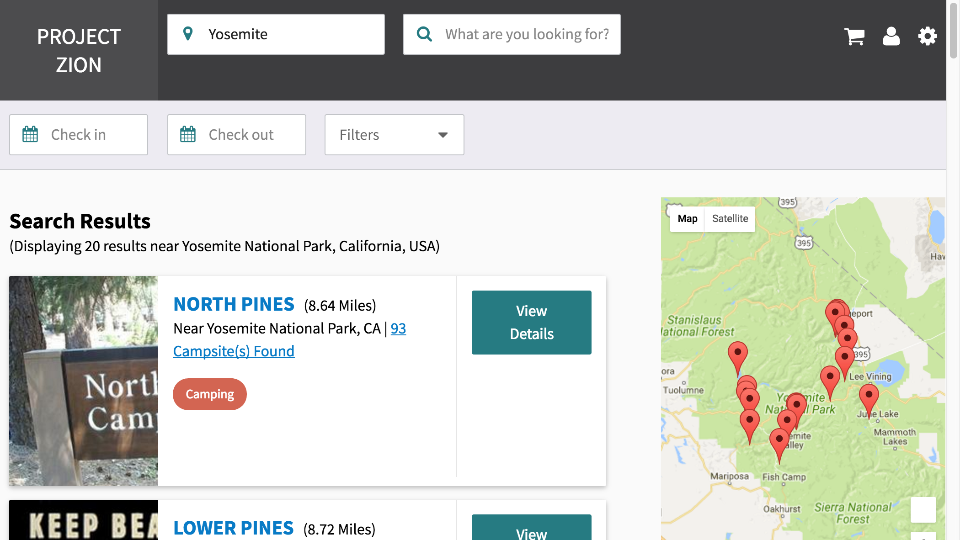 PROJECT
ZION
Yosemite
What are you looking for?
Check in
Check out
Filters
Search Results
(Displaying 20 results near Yosemite National Park, California, USA)
NORTH PINES (8.64 Miles)
Near Yosemite National Park, CA | 93
Campsite(s) Found
Camping
View
Details
North
Camp
KEEP BEA
LOWER PINES (8.72 Miles)
View
Map Satellite
395
395
Haw
Stanislaus
National Forest
geport
395
ora
Tuolumne
Lee Vining
Yosemite
National Park
June Lake
Mammoth
Lakes
Yosemite
Valley
Mariposa
Fish Camp
Oakhurst
Sierra National
Forest